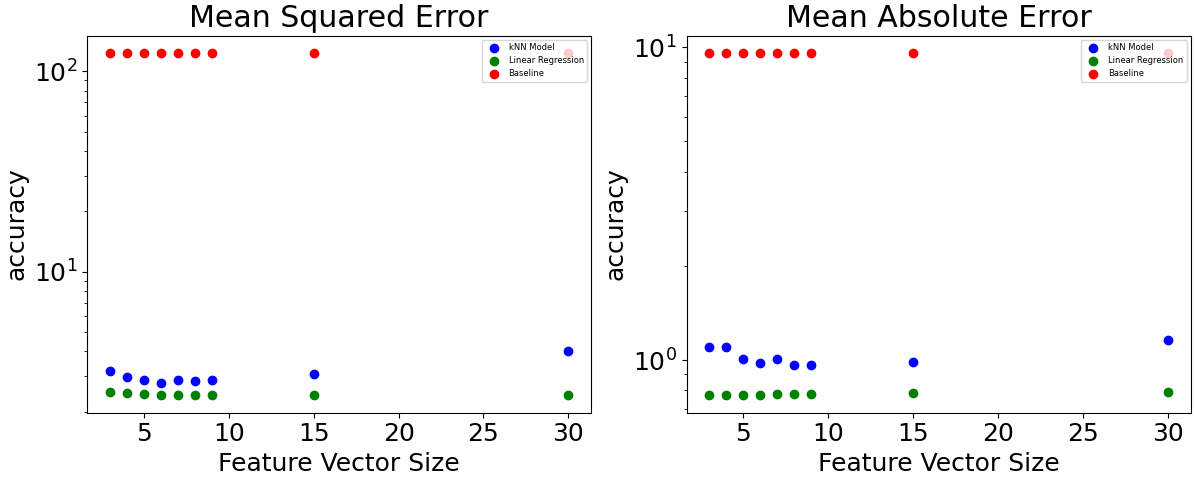 Mean Squared Error
kNN Model
Linear Regression
Baseline
accuracy
10²
10¹
5 10 15 20 25 30
Feature Vector Size
Mean Absolute Error
kNN Model
Linear Regression
Baseline
accuracy
10¹
10⁰
5 10 15 20 25 30
Feature Vector Size